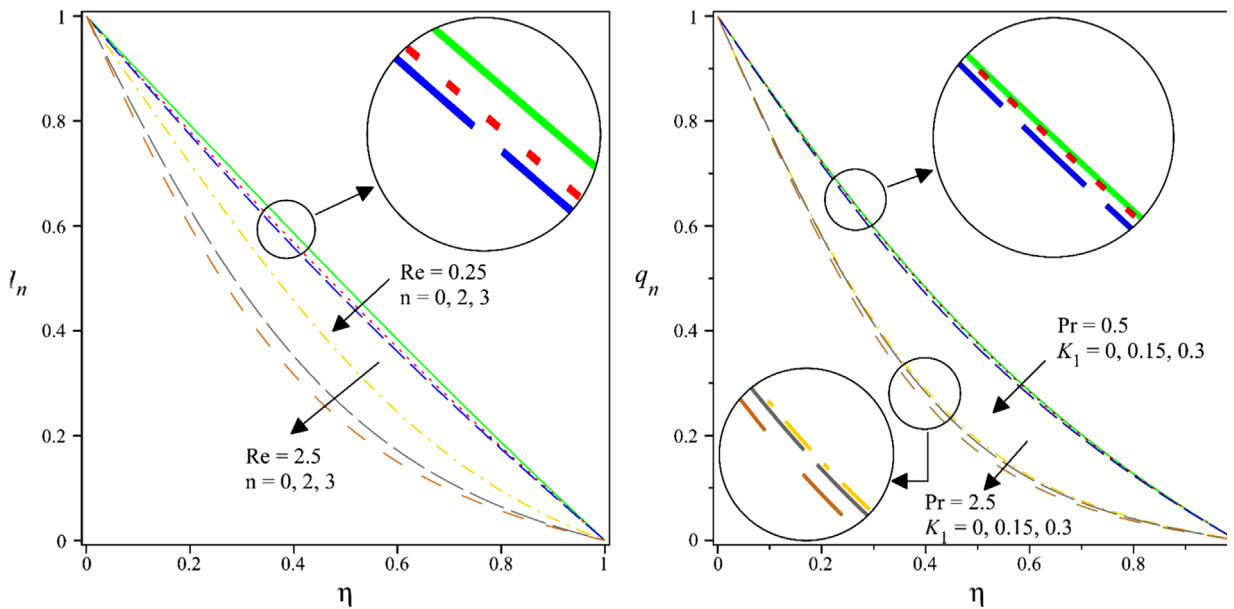 1
0.8
0.6
0.4
0.2
0
l_n
Re = 0.25
n = 0, 2, 3
Re = 2.5
n = 0, 2, 3
0
0.2
0.4
0.6
0.8
1
η
1
0.8
0.6
0.4
0.2
0
q_n
Pr = 0.5
K_1 = 0, 0.15, 0.3
Pr = 2.5
K_1 = 0, 0.15, 0.3
0
0.2
0.4
0.6
0.8
η